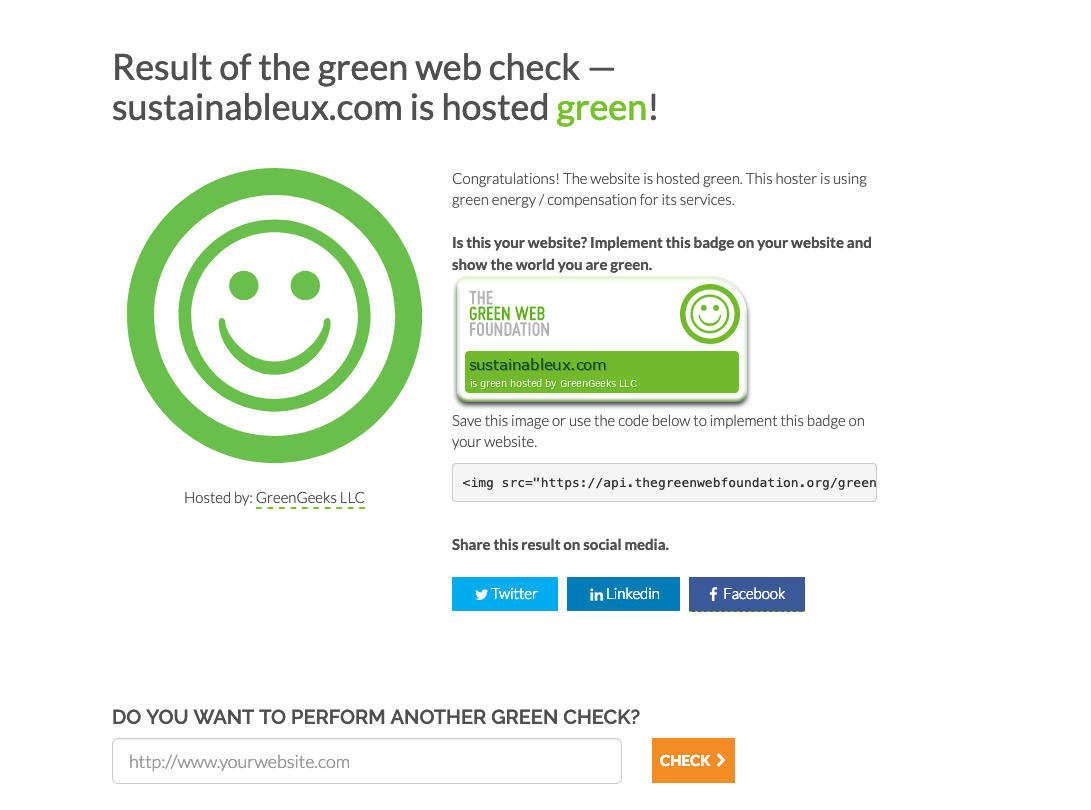 Result of the green web check —
sustainableux.com is hosted green!
Congratulations! The website is hosted green. This hoster is using
green energy / compensation for its services.
Is this your website? Implement this badge on your website and
show the world you are green.
THE
GREEN WEB
FOUNDATION
sustainableux.com
is green hosted by GreenGeeks LLC
Save this image or use the code below to implement this badge on
your website.
<img src="https://api.thegreenwebfoundation.org/green
Hosted by: GreenGeeks LLC
Share this result on social media.
Twitter
Linkedin
Facebook
DO YOU WANT TO PERFORM ANOTHER GREEN CHECK?
http://www.yourwebsite.com
CHECK